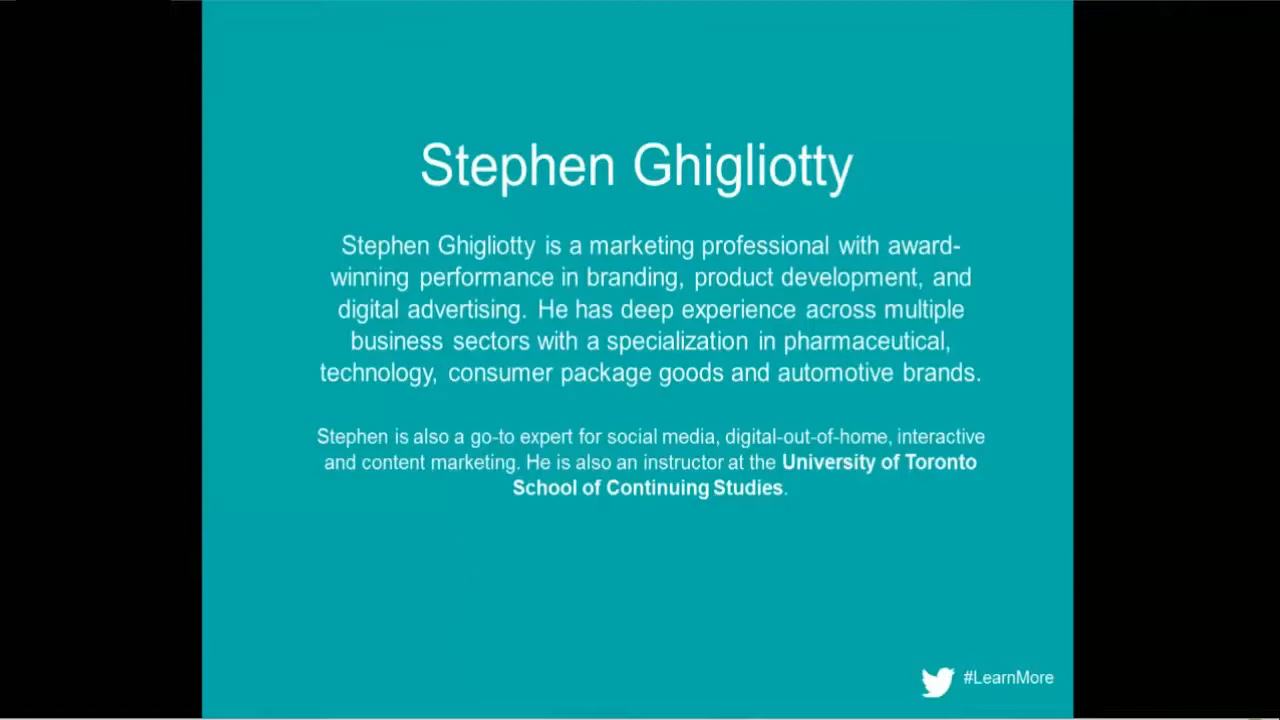 Stephen Ghigliotty
Stephen Ghigliotty is a marketing professional with award-
winning performance in branding, product development, and
digital advertising. He has deep experience across multiple
business sectors with a specialization in pharmaceutical,
technology, consumer package goods and automotive brands.
Stephen is also a go-to expert for social media, digital-out-of-home, interactive
and content marketing. He is also an instructor at the University of Toronto
School of Continuing Studies.
#LearnMore